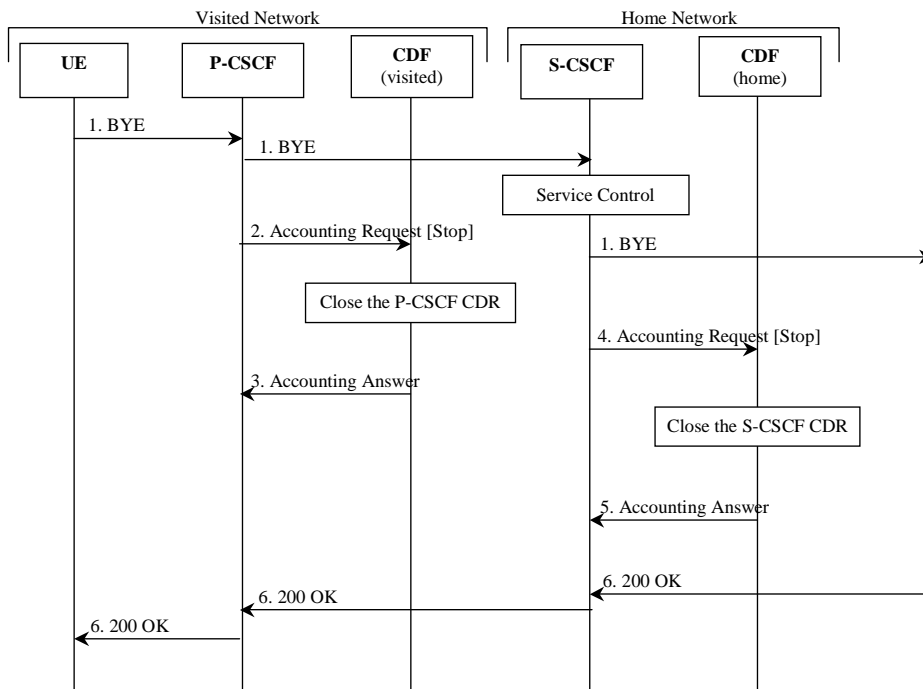 Visited Network
Home Network
UE
P-CSCF
CDF
(visited)
S-CSCF
CDF
(home)
1. BYE
1. BYE
Service Control
2. Accounting Request [Stop]
1. BYE
Close the P-CSCF CDR
4. Accounting Request [Stop]
3. Accounting Answer
Close the S-CSCF CDR
5. Accounting Answer
6. 200 OK
6. 200 OK
6. 200 OK